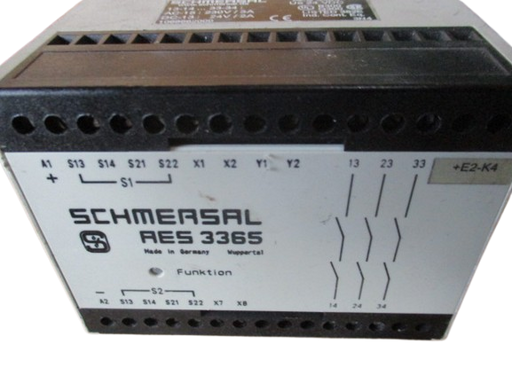 SCHMERSAL
A1 S13 S14 S21 S22 X1 X2 Y1 Y2 13 23 33 +E2-K4
+ S1
SCHMERSAL
AES 3365
Made in Germany Wuppertal
Funktion
- S2
A2 S13 S14 S21 S22 X7 X8 14 24 34